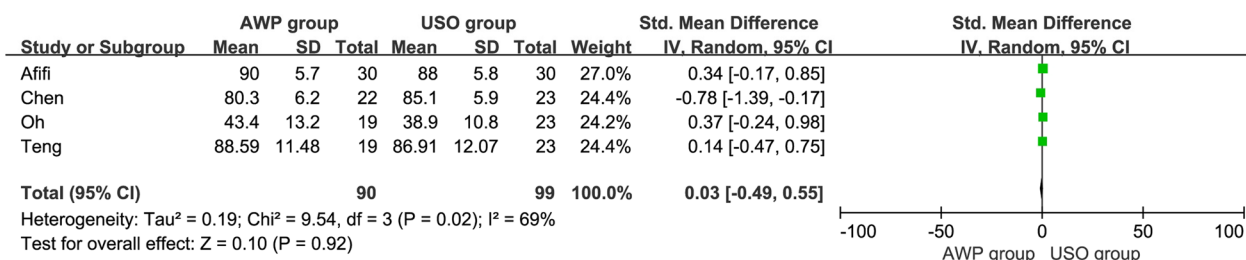 AWP group USO group Std. Mean Difference Std. Mean Difference
Study or Subgroup Mean SD Total Mean SD Total Weight IV, Random, 95% CI IV, Random, 95% CI
Afifi 90 5.7 30 88 5.8 30 27.0% 0.34 [-0.17, 0.85]
Chen 80.3 6.2 22 85.1 5.9 23 24.4% -0.78 [-1.39, -0.17]
Oh 43.4 13.2 19 38.9 10.8 23 24.2% 0.37 [-0.24, 0.98]
Teng 88.59 11.48 19 86.91 12.07 23 24.4% 0.14 [-0.47, 0.75]
Total (95% CI) 90 99 100.0% 0.03 [-0.49, 0.55]
Heterogeneity: Tau² = 0.19; Chi² = 9.54, df = 3 (P = 0.02); I² = 69%
Test for overall effect: Z = 0.10 (P = 0.92)
-100 -50 0 50 100
AWP group USO group